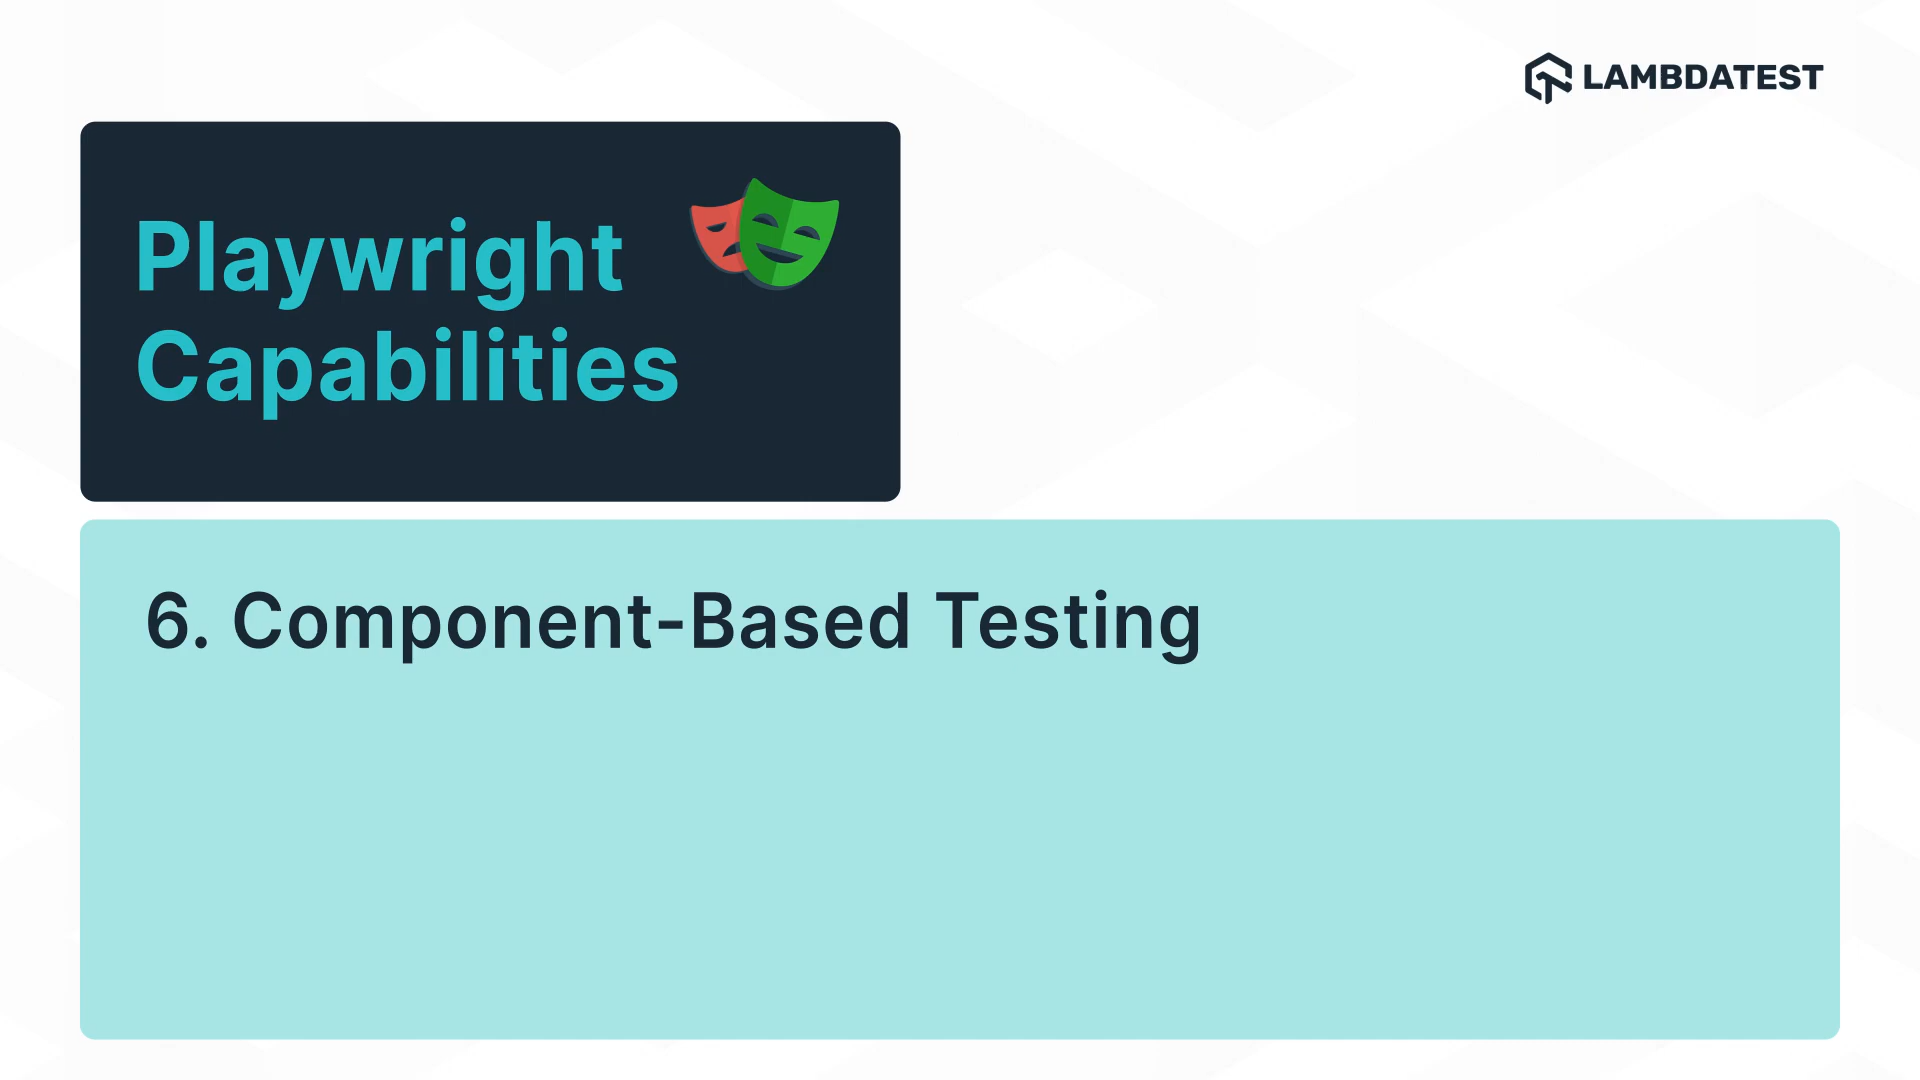 LAMBDATEST
Playwright
Capabilities
6. Component-Based Testing